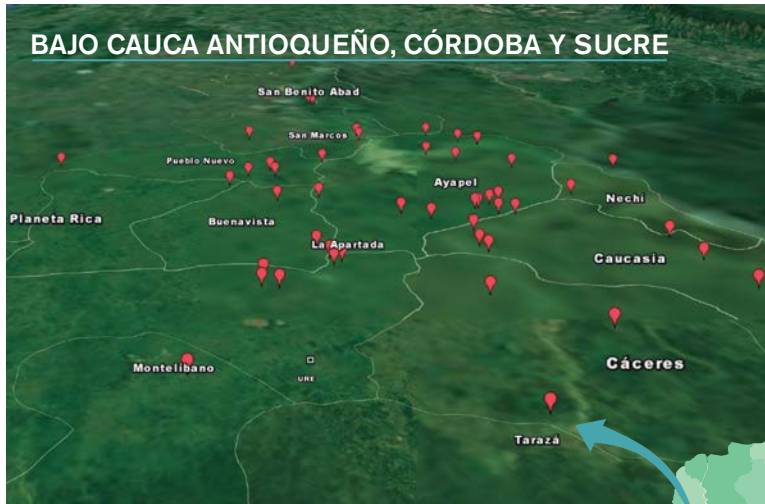 BAJO CAUCA ANTIOQUEÑO, CÓRDOBA Y SUCRE
San Benito Abad
San Marcos
Pueblo Nuevo
Ayapel
Planeta Rica
Buenavista
Nechí
La Apartada
Caucasia
Montelíbano
URE
Cáceres
Tarazá